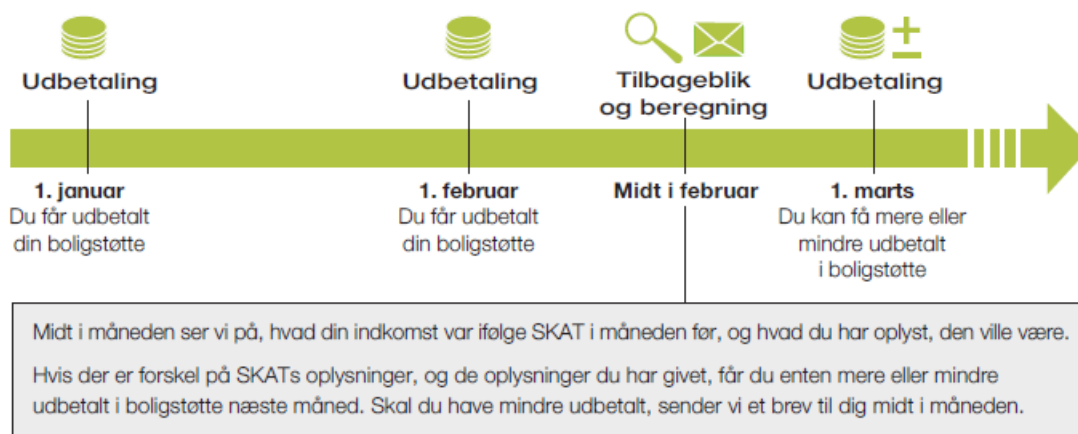 Udbetaling
Udbetaling
Tilbageblik
og beregning
Udbetaling
1. januar
Du får udbetalt
din boligstøtte
1. februar
Du får udbetalt
din boligstøtte
Midt i februar
1. marts
Du kan få mere eller
mindre udbetalt
i boligstøtte
Midt i måneden ser vi på, hvad din indkomst var ifølge SKAT i måneden før, og hvad du har oplyst, den ville være.
Hvis der er forskel på SKATs oplysninger, og de oplysninger du har givet, får du enten mere eller mindre
udbetalt i boligstøtte næste måned. Skal du have mindre udbetalt, sender vi et brev til dig midt i måneden.